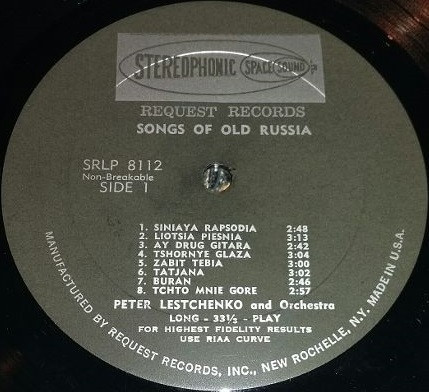 STEREOPHONIC SPACE SOUND
REQUEST RECORDS
SONGS OF OLD RUSSIA
SRLP 8112
Non-Breakable
SIDE 1
1. SINIAYA RAPSODIA 2:48
2. LIOTSIA PIESNIA 3:13
3. AY DRUG GITARA 2:42
4. TSHORNYE GLAZA 3:04
5. ZABIT TEBIA 3:00
6. TATJANA 3:02
7. BURAN 2:46
8. TCHTO MNIE GORE 2:57
PETER LESTCHENKO and Orchestra
LONG - 33⅓ - PLAY
FOR HIGHEST FIDELITY RESULTS
USE RIAA CURVE
MANUFACTURED BY REQUEST RECORDS, INC., NEW ROCHELLE, N.Y. MADE IN U.S.A.